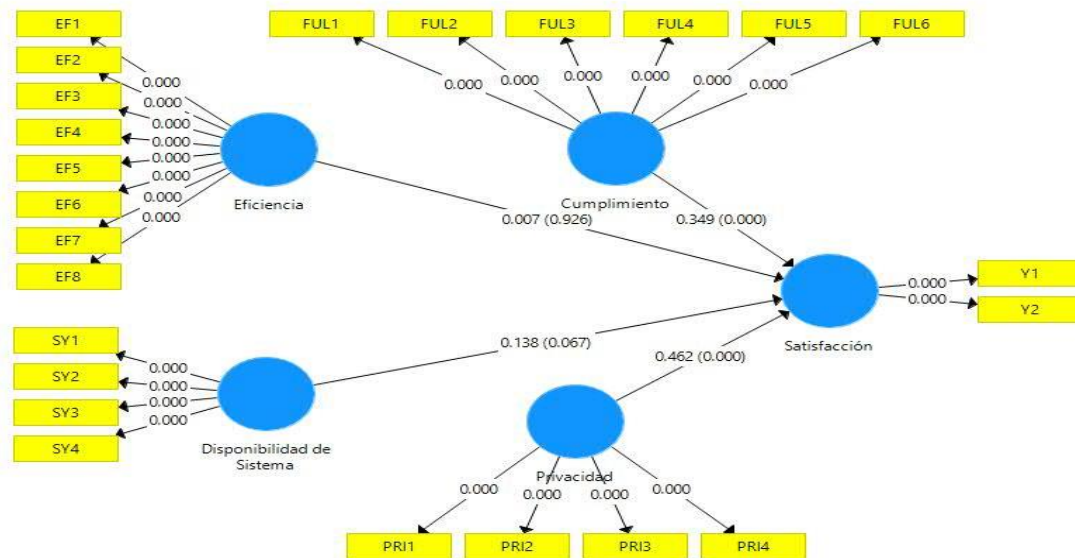 EF1
EF2
EF3
EF4
EF5
EF6
EF7
EF8
0.000
0.000
0.000
0.000
0.000
0.000
0.000
0.000
Eficiencia
FUL1
FUL2
FUL3
FUL4
FUL5
FUL6
0.000
0.000
0.000
0.000
0.000
0.000
Cumplimiento
0.007 (0.926)
0.349 (0.000)
SY1
SY2
SY3
SY4
0.000
0.000
0.000
0.000
Disponibilidad de
Sistema
0.138 (0.067)
0.462 (0.000)
Satisfacción
0.000
0.000
Y1
Y2
Privacidad
0.000
0.000
0.000
0.000
PRI1
PRI2
PRI3
PRI4